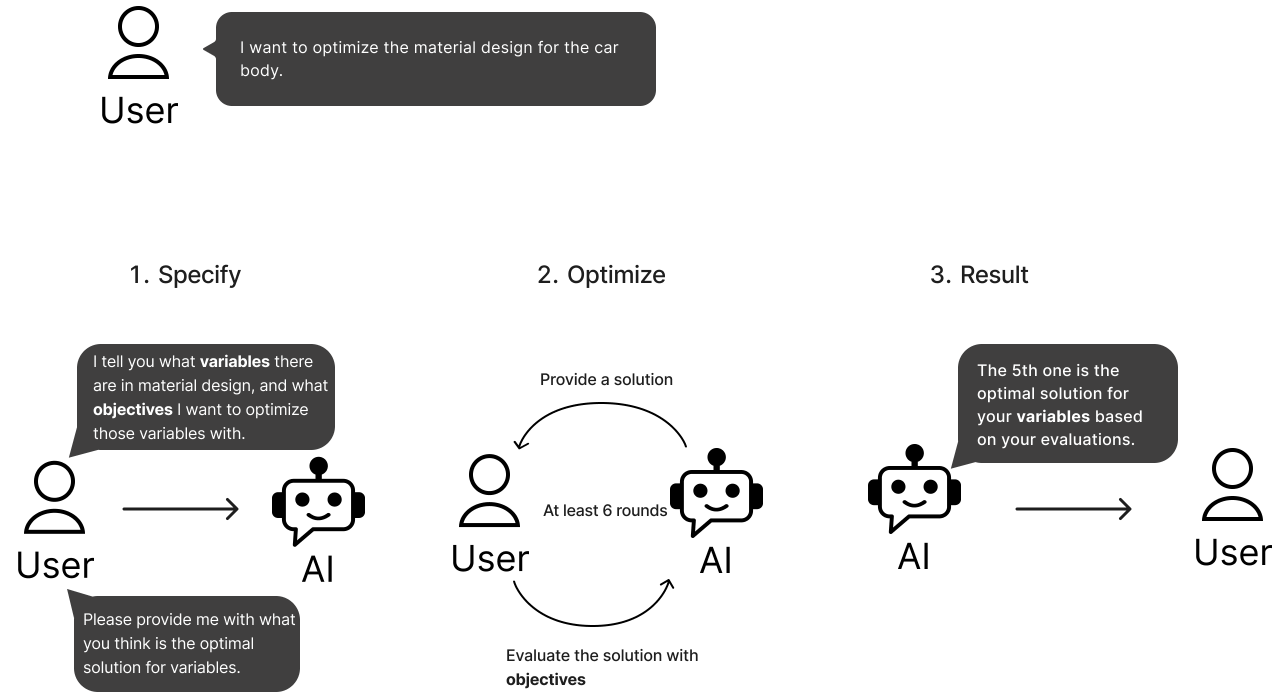 I want to optimize the material design for the car
body.
User
1. Specify
2. Optimize
3. Result
I tell you what variables there
are in material design, and what
objectives I want to optimize
those variables with.
User
AI
Please provide me with what
you think is the optimal
solution for variables.
Provide a solution
At least 6 rounds
User
AI
Evaluate the solution with
objectives
The 5th one is the
optimal solution for
your variables based
on your evaluations.
AI
User